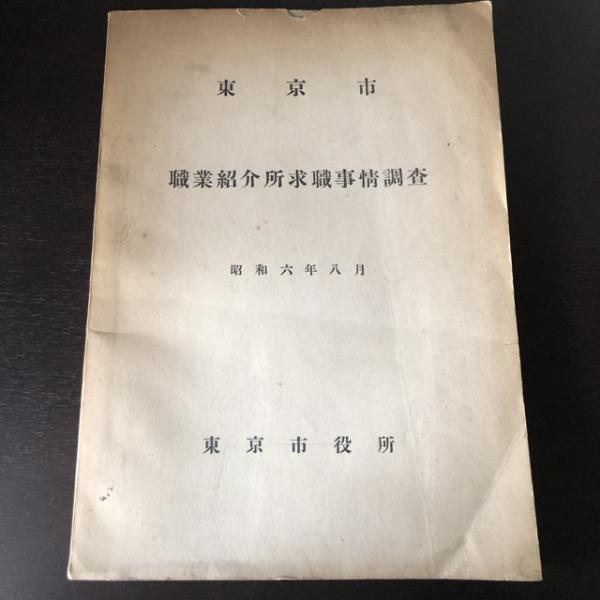 東京市
職業紹介所求職事情調査
昭和六年八月
東京市役所